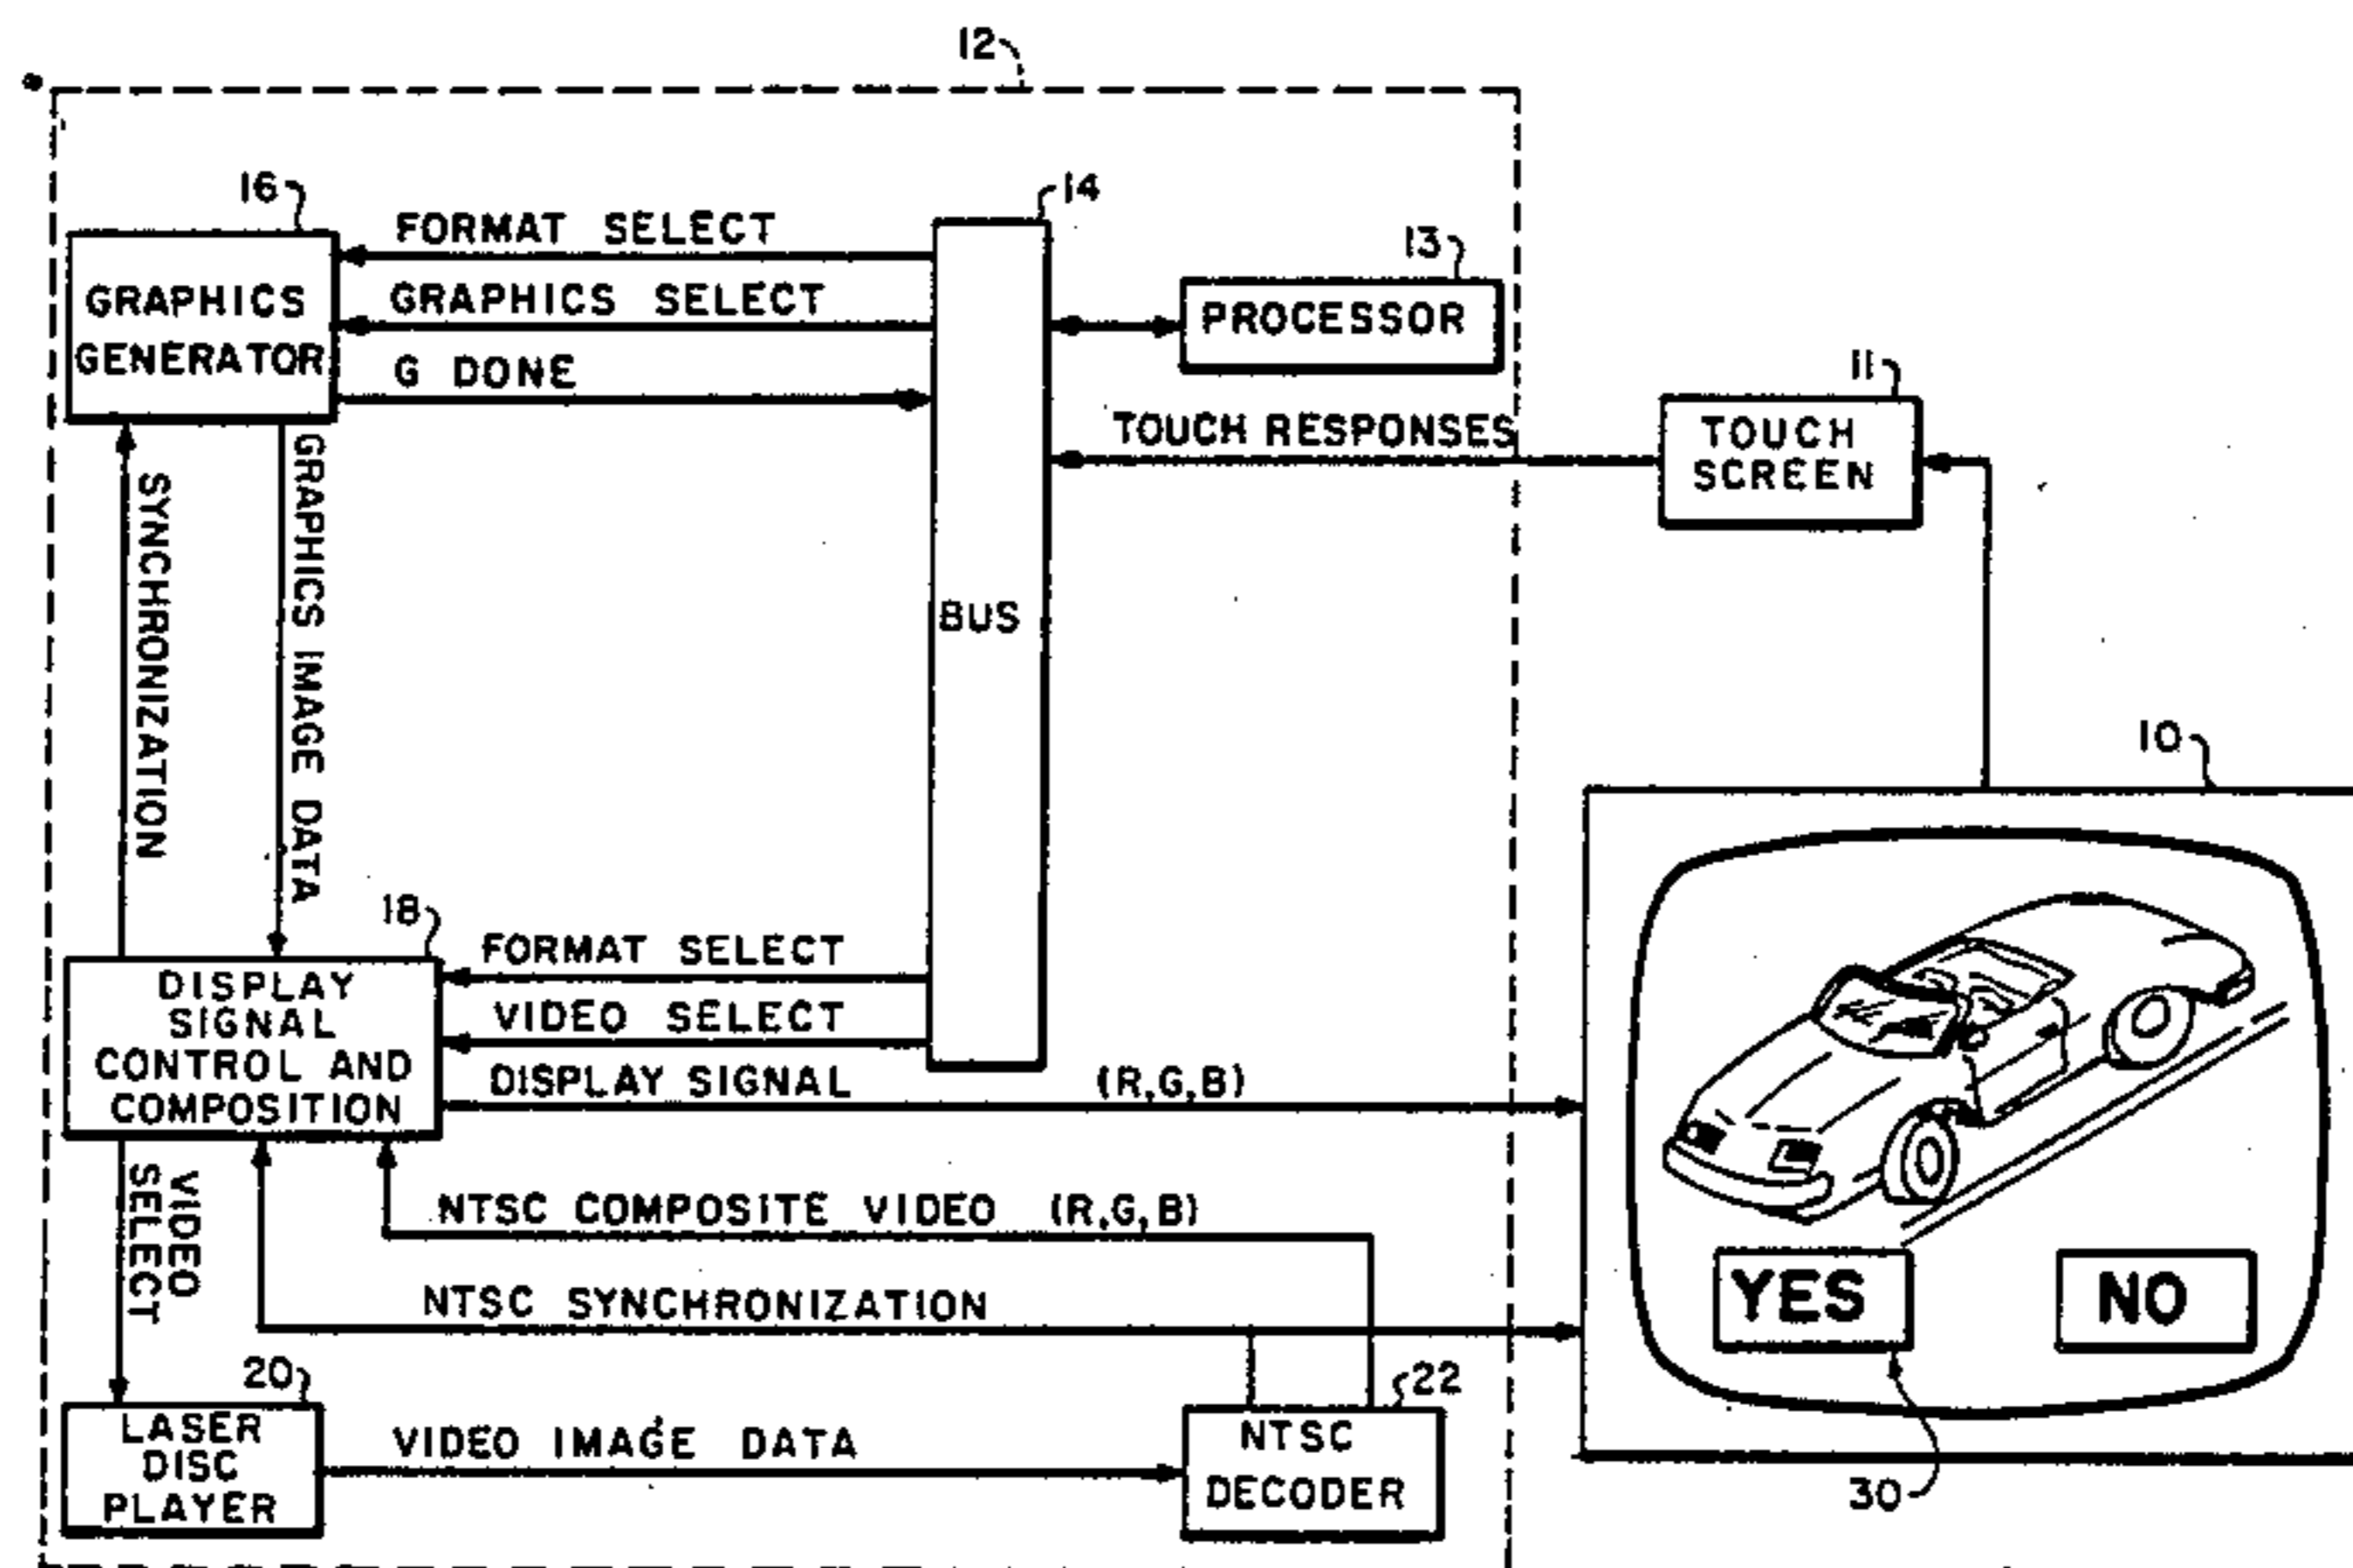 12
16
14
FORMAT SELECT
13
GRAPHICS
GENERATOR
GRAPHICS SELECT
PROCESSOR
G DONE
11
TOUCH RESPONSES
TOUCH
SCREEN
SYNCHRONIZATION
GRAPHICS IMAGE DATA
BUS
10
18
DISPLAY
SIGNAL
CONTROL AND
COMPOSITION
FORMAT SELECT
VIDEO SELECT
DISPLAY SIGNAL (R,G,B)
VIDEO
SELECT
NTSC COMPOSITE VIDEO (R,G,B)
NTSC SYNCHRONIZATION
YES
NO
20
22
LASER
DISC
PLAYER
VIDEO IMAGE DATA
NTSC
DECODER
30